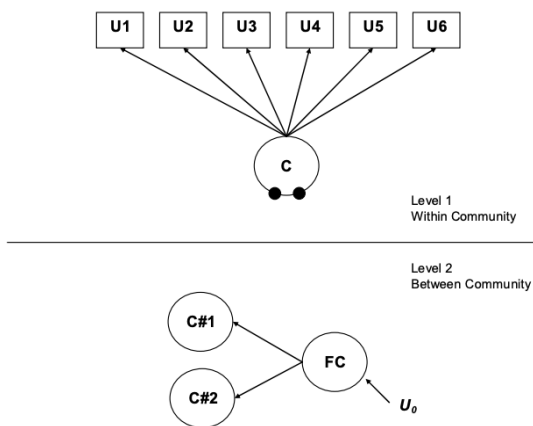 U1 U2 U3 U4 U5 U6
C
Level 1
Within Community
Level 2
Between Community
C#1
FC
C#2
U₀